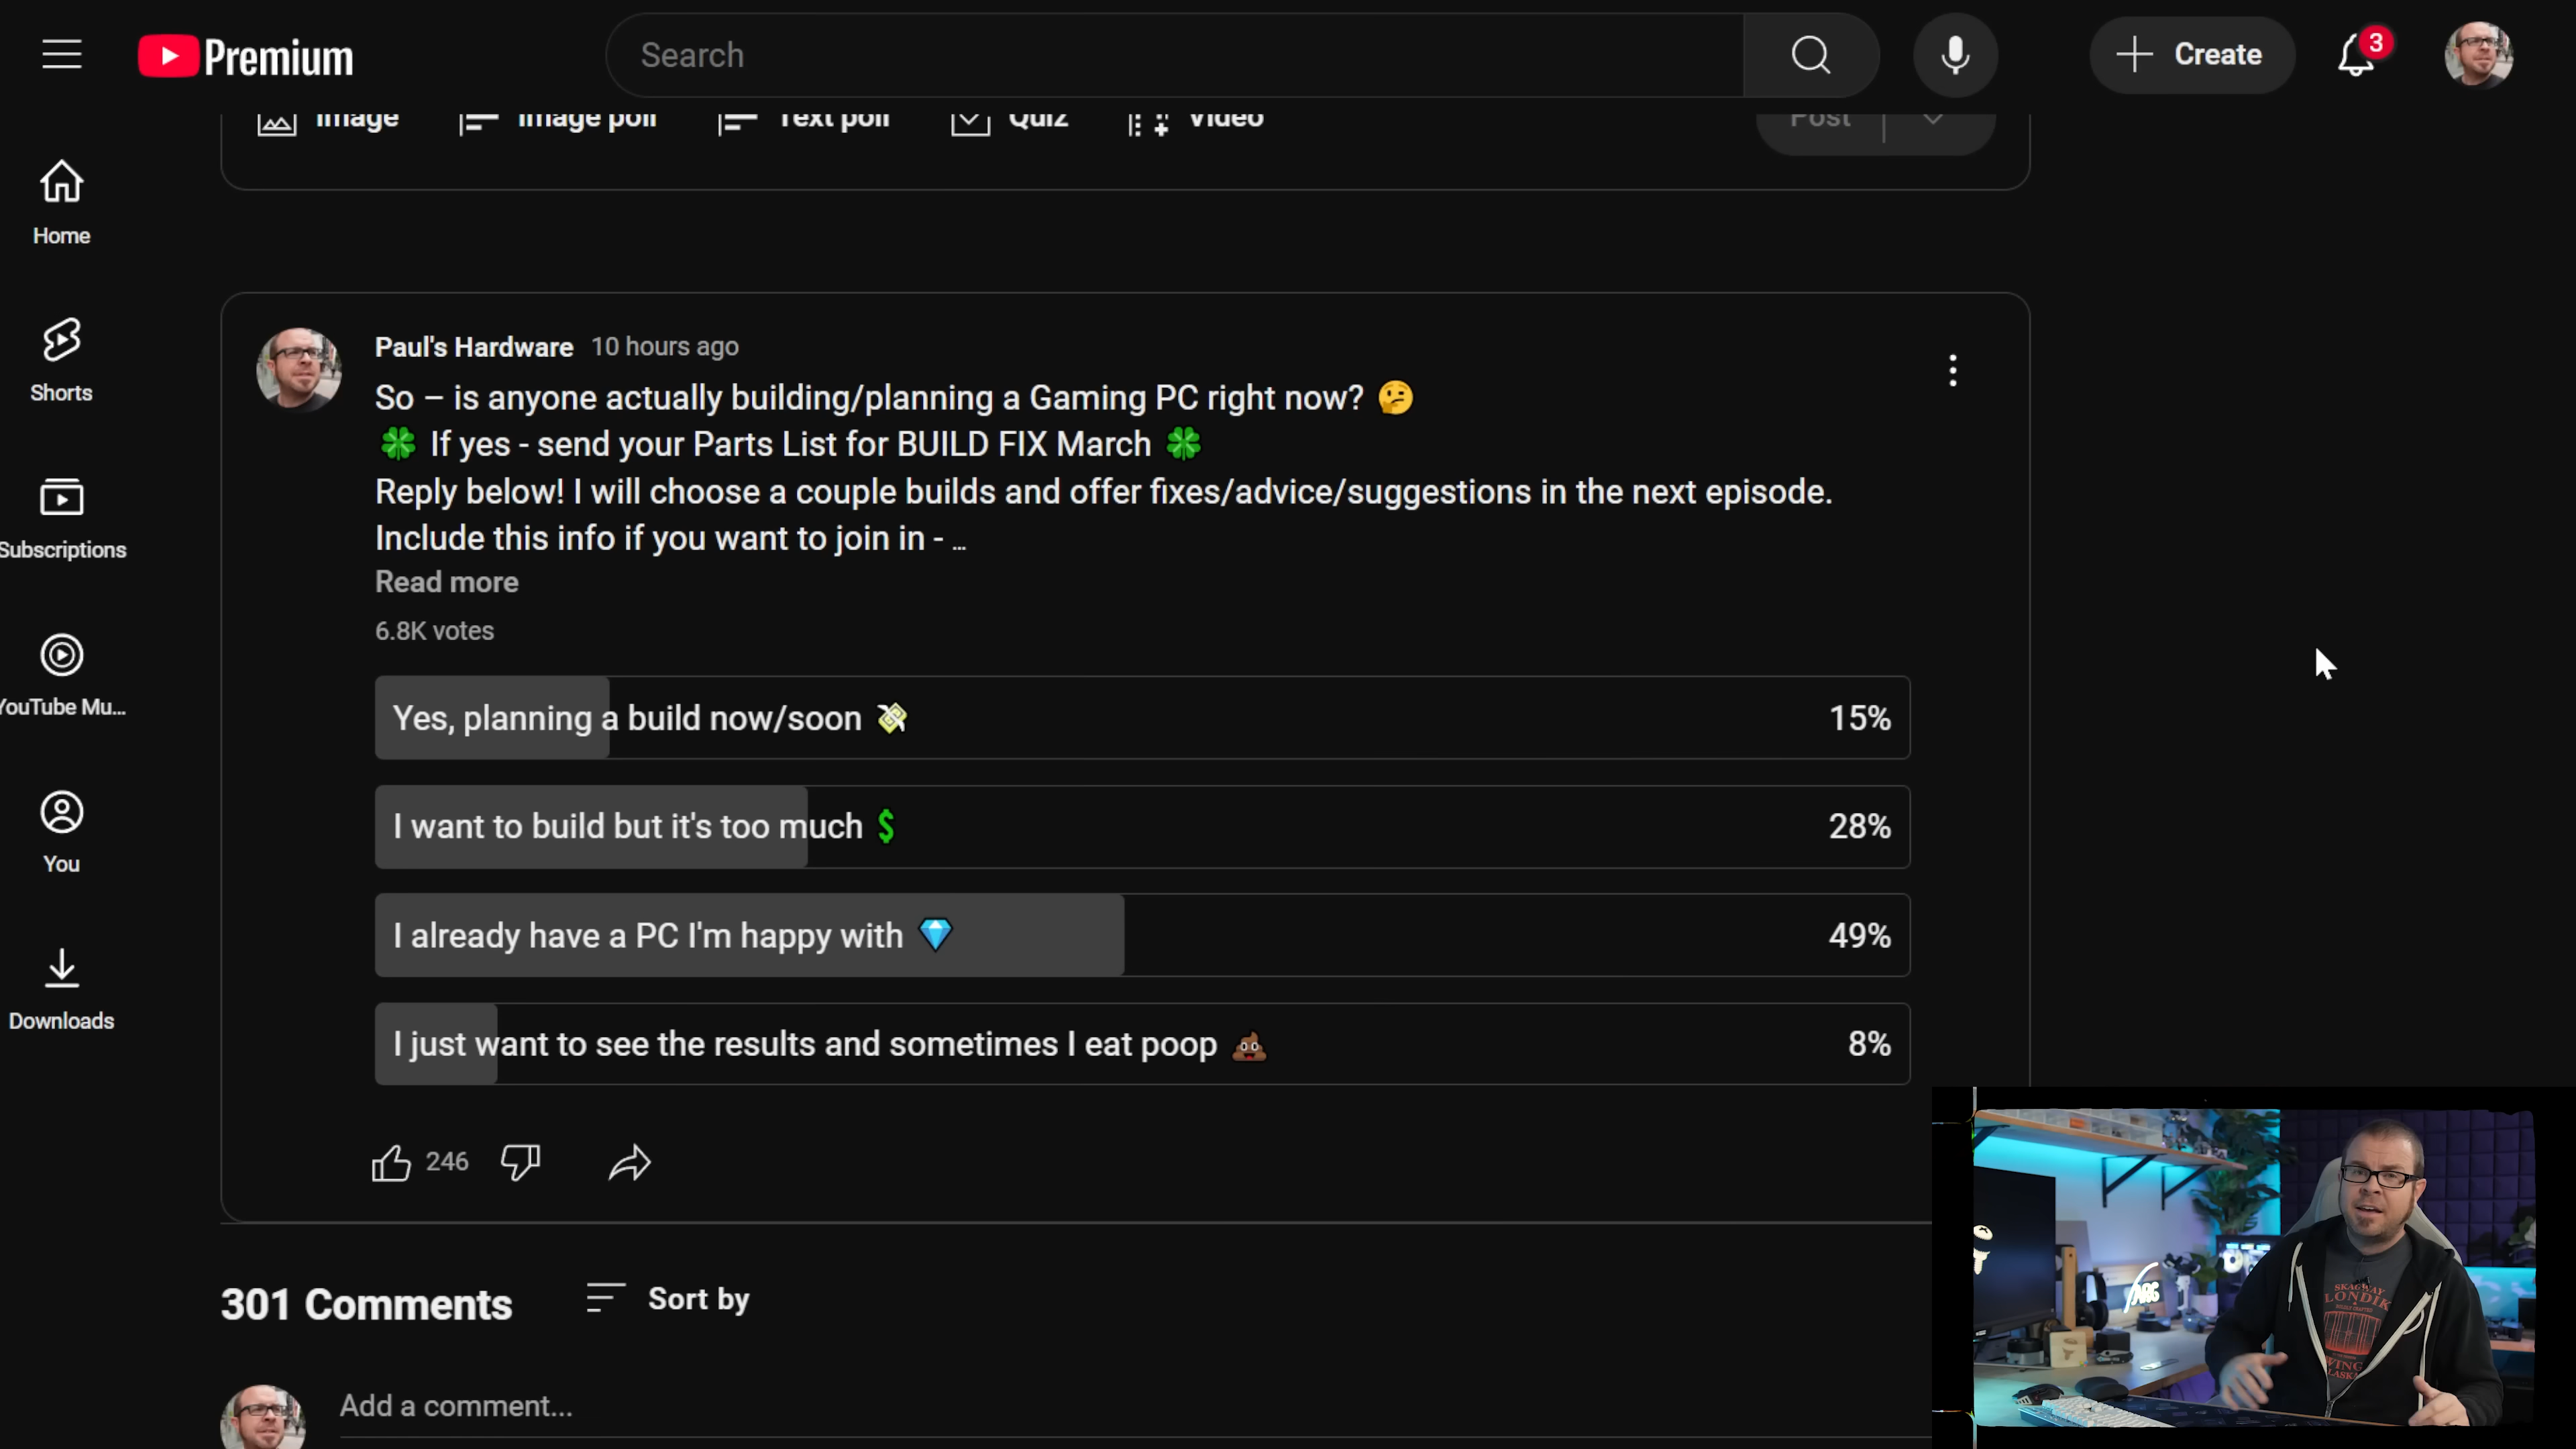 Premium
Search
Create
3
Image
Image poll
Text poll
Quiz
Video
Post
Home
Shorts
Subscriptions
YouTube Mu...
You
Downloads
Paul's Hardware 10 hours ago
So – is anyone actually building/planning a Gaming PC right now? 🤔
🍀 If yes - send your Parts List for BUILD FIX March 🍀
Reply below! I will choose a couple builds and offer fixes/advice/suggestions in the next episode.
Include this info if you want to join in - ...
Read more
6.8K votes
Yes, planning a build now/soon 💸 15%
I want to build but it's too much 💲 28%
I already have a PC I'm happy with 💎 49%
I just want to see the results and sometimes I eat poop 💩 8%
246
301 Comments
Sort by
Add a comment...
SKAGWAY
LONDIK